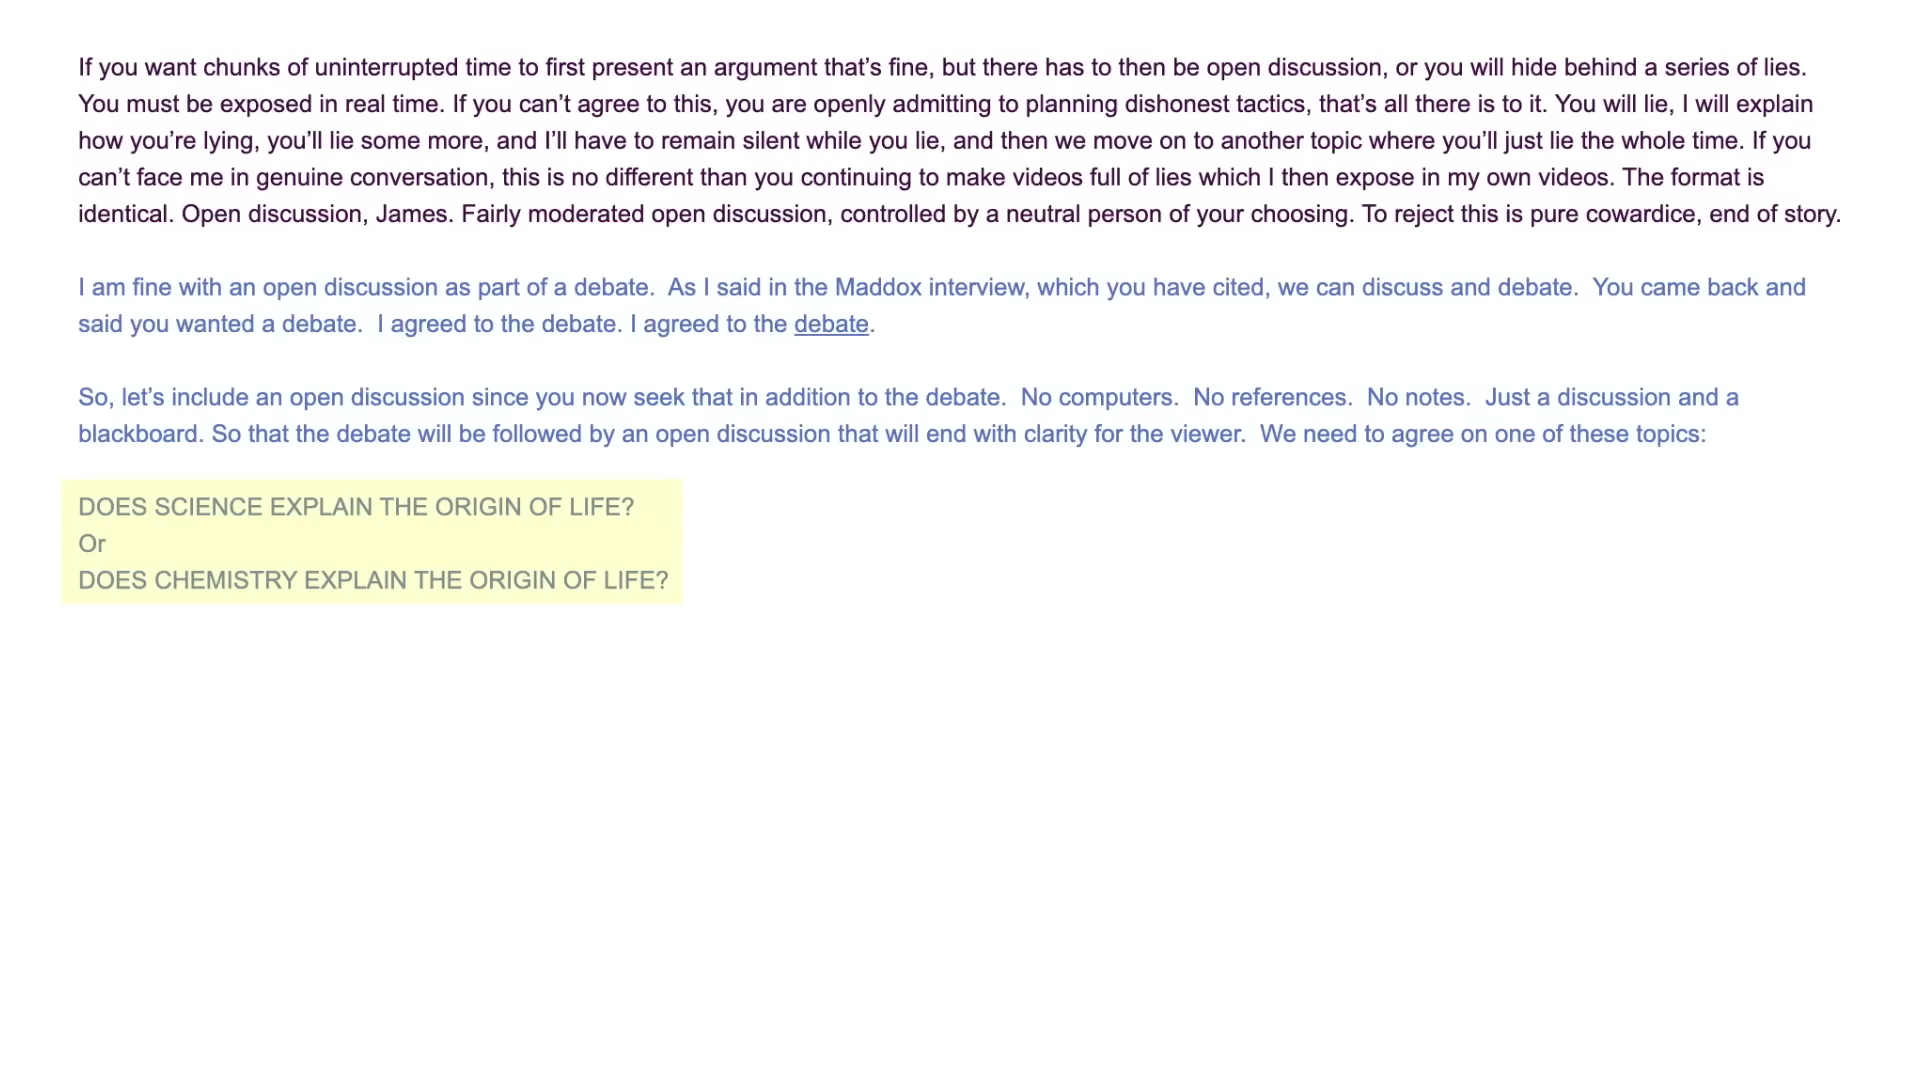 If you want chunks of uninterrupted time to first present an argument that’s fine, but there has to then be open discussion, or you will hide behind a series of lies.
You must be exposed in real time. If you can’t agree to this, you are openly admitting to planning dishonest tactics, that’s all there is to it. You will lie, I will explain
how you’re lying, you’ll lie some more, and I’ll have to remain silent while you lie, and then we move on to another topic where you’ll just lie the whole time. If you
can’t face me in genuine conversation, this is no different than you continuing to make videos full of lies which I then expose in my own videos. The format is
identical. Open discussion, James. Fairly moderated open discussion, controlled by a neutral person of your choosing. To reject this is pure cowardice, end of story.
I am fine with an open discussion as part of a debate.  As I said in the Maddox interview, which you have cited, we can discuss and debate.  You came back and
said you wanted a debate.  I agreed to the debate. I agreed to the debate.
So, let’s include an open discussion since you now seek that in addition to the debate.  No computers.  No references.  No notes.  Just a discussion and a
blackboard. So that the debate will be followed by an open discussion that will end with clarity for the viewer.  We need to agree on one of these topics:
DOES SCIENCE EXPLAIN THE ORIGIN OF LIFE?
Or
DOES CHEMISTRY EXPLAIN THE ORIGIN OF LIFE?